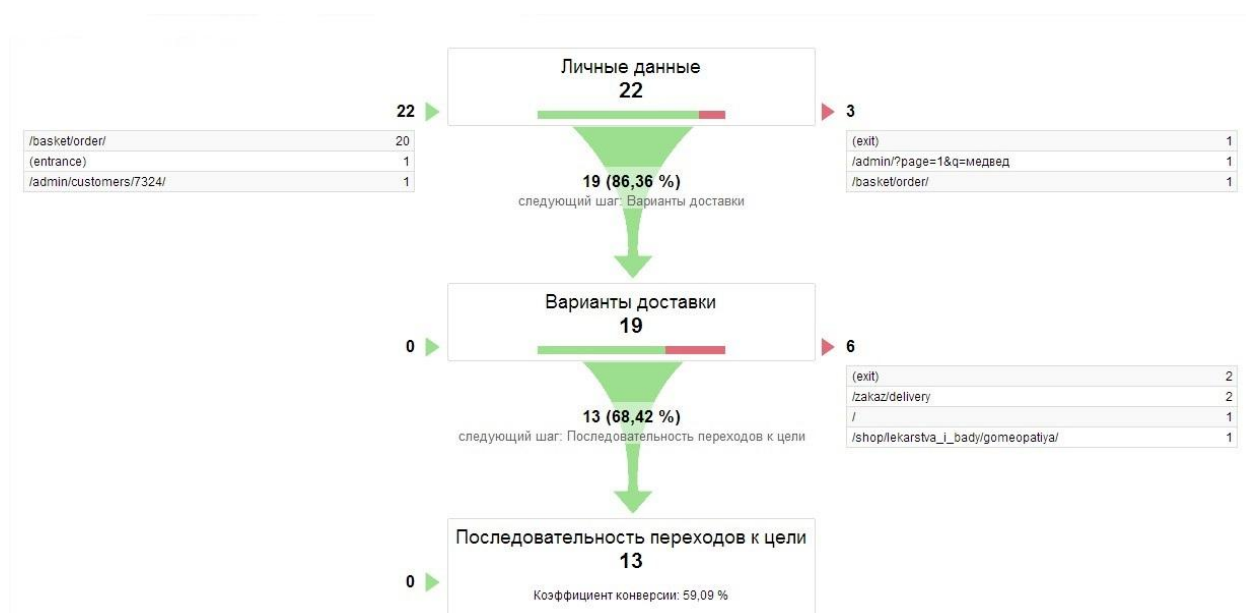 Личные данные
22
22
3
/basket/order/ 20
(entrance) 1
/admin/customers/7324/ 1
(exit) 1
/admin/?page=1&q=медвед 1
/basket/order/ 1
19 (86,36 %)
следующий шаг: Варианты доставки
Варианты доставки
19
0
6
(exit) 2
/zakaz/delivery 2
/ 1
/shop/lekarstva_i_bady/gomeopatiya/ 1
13 (68,42 %)
следующий шаг: Последовательность переходов к цели
Последовательность переходов к цели
13
0
Коэффициент конверсии: 59,09 %